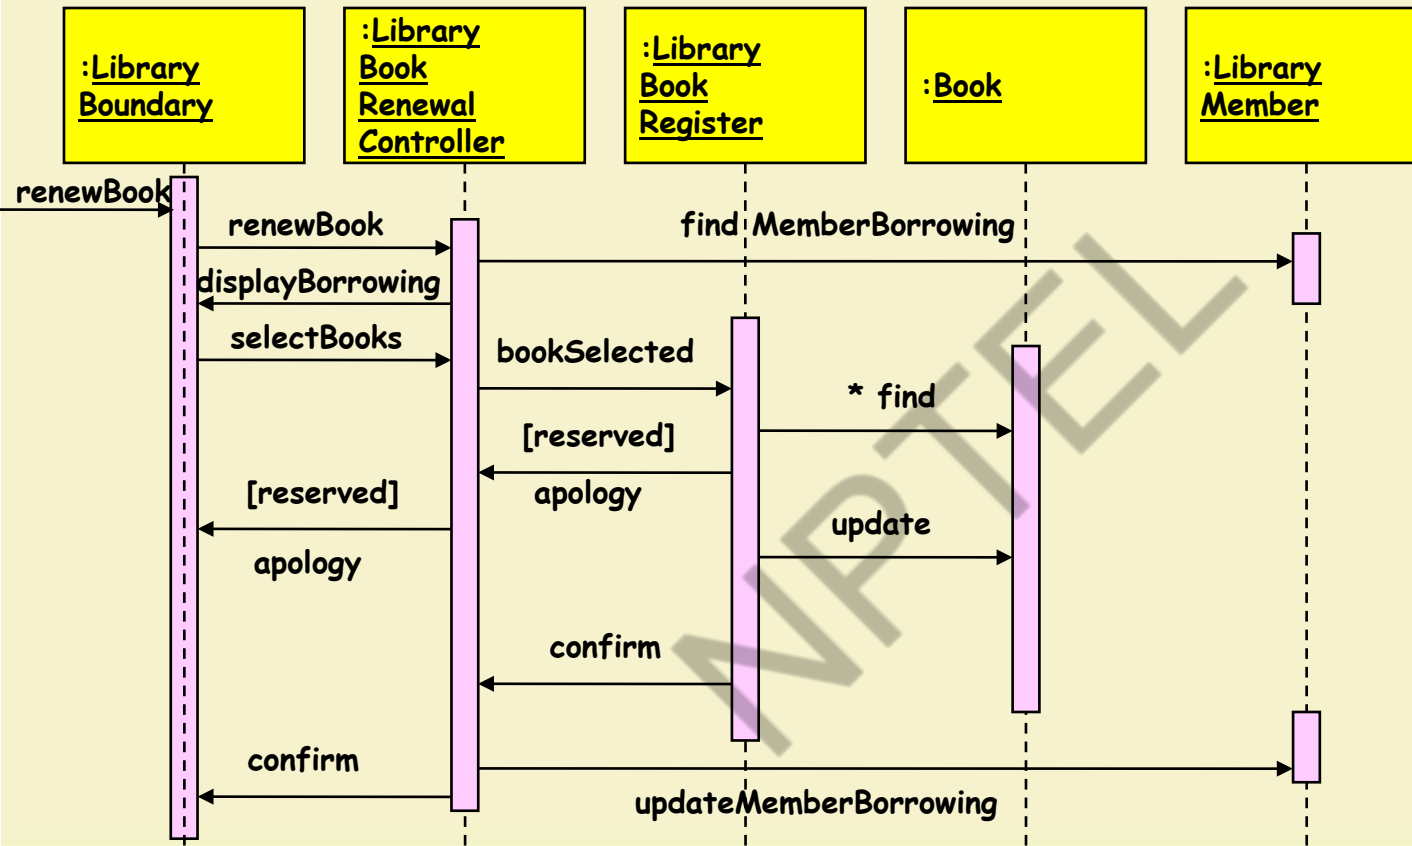 :Library
Boundary
:Library
Book
Renewal
Controller
:Library
Book
Register
:Book
:Library
Member
renewBook
renewBook
find MemberBorrowing
displayBorrowing
selectBooks
bookSelected
* find
[reserved]
apology
[reserved]
apology
update
confirm
confirm
updateMemberBorrowing
NPTEL